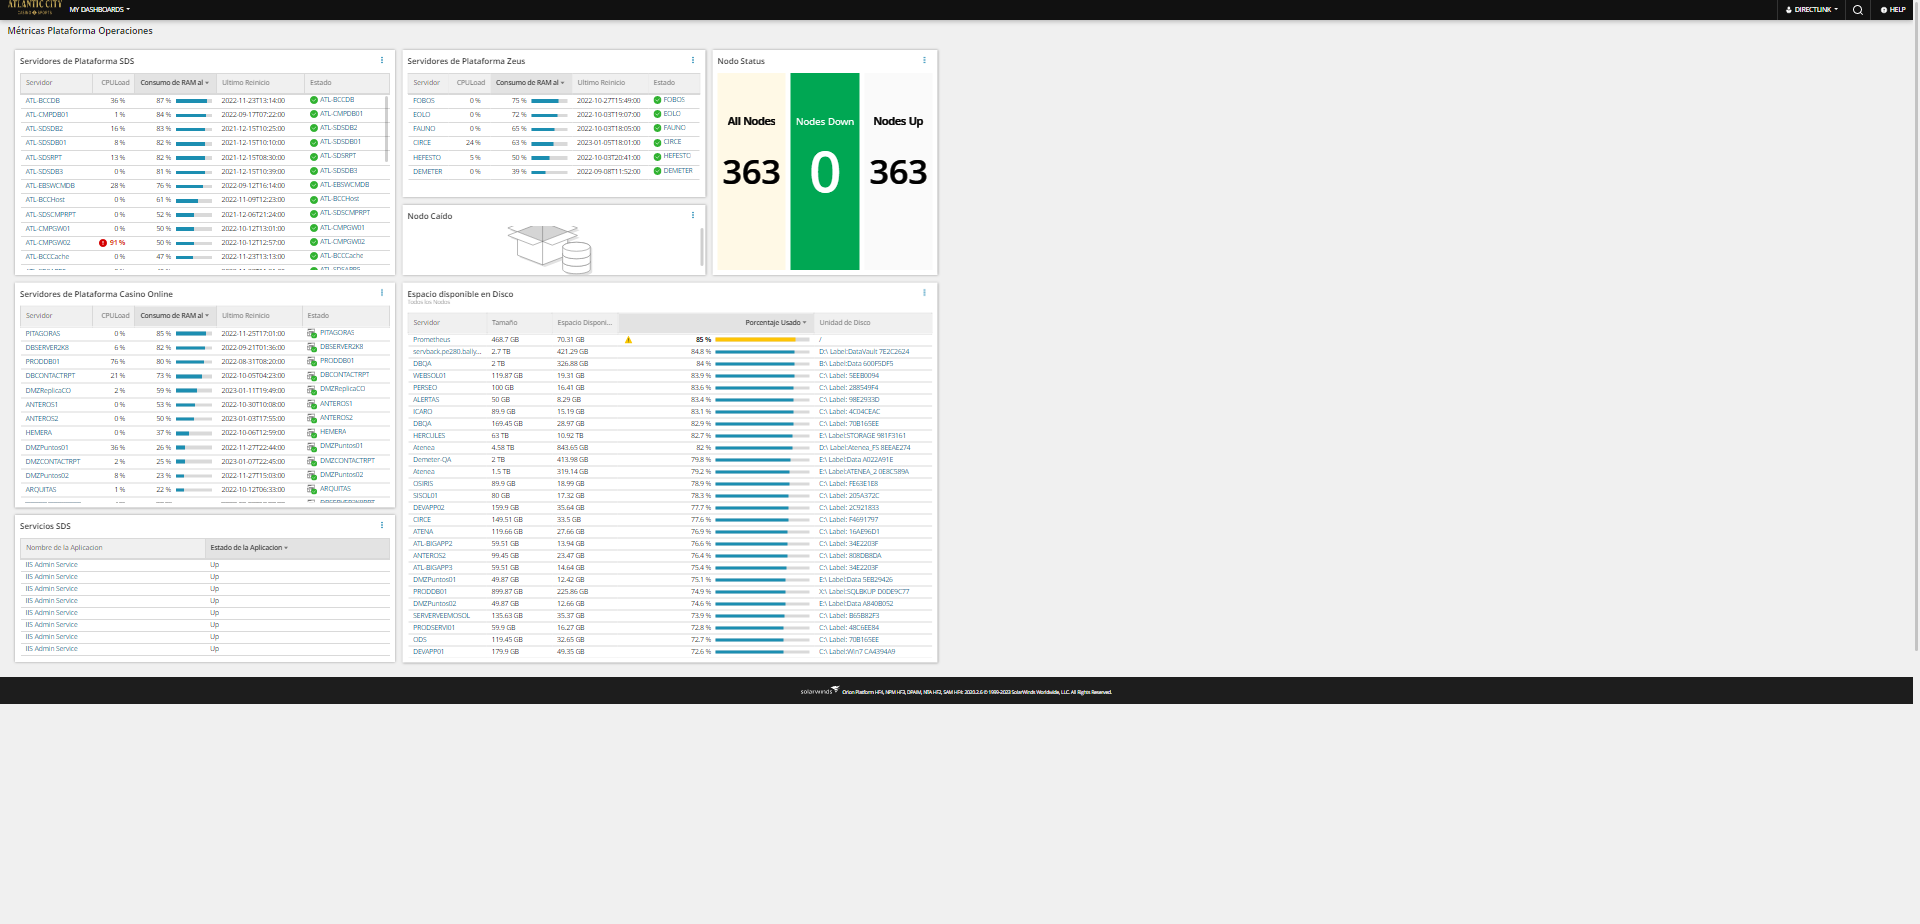 ATLANTIC CITY
CASINO SPORTS
MY DASHBOARDS
DIRECTLINK
HELP
Métricas Plataforma Operaciones
Servidores de Plataforma SDS
Servidor CPULoad Consumo de RAM al Ultimo Reinicio Estado
ATL-BCCDB 36 % 87 % 2022-11-23T13:14:00 ATL-BCCDB
ATL-CMPDB01 1 % 84 % 2022-09-17T07:22:00 ATL-CMPDB01
ATL-SDSDB2 16 % 83 % 2021-12-15T10:25:00 ATL-SDSDB2
ATL-SDSDB01 8 % 82 % 2021-12-15T10:10:00 ATL-SDSDB01
ATL-SDSRPT 13 % 82 % 2021-12-15T08:30:00 ATL-SDSRPT
ATL-SDSDB3 0 % 81 % 2021-12-15T10:39:00 ATL-SDSDB3
ATL-EBSWCMDB 28 % 76 % 2022-09-12T16:14:00 ATL-EBSWCMDB
ATL-BCCHost 0 % 61 % 2022-11-09T12:23:00 ATL-BCCHost
ATL-SDSCMPRPT 0 % 52 % 2021-12-06T21:24:00 ATL-SDSCMPRPT
ATL-CMPGW01 0 % 50 % 2022-10-12T13:01:00 ATL-CMPGW01
ATL-CMPGW02 91 % 50 % 2022-10-12T12:57:00 ATL-CMPGW02
ATL-BCCCache 0 % 47 % 2022-11-23T13:13:00 ATL-BCCCache
Servidores de Plataforma Zeus
Servidor CPULoad Consumo de RAM al Ultimo Reinicio Estado
FOBOS 0 % 75 % 2022-10-27T15:49:00 FOBOS
EOLO 0 % 72 % 2022-10-03T19:07:00 EOLO
FAUNO 0 % 65 % 2022-10-03T18:05:00 FAUNO
CIRCE 24 % 63 % 2023-01-05T18:01:00 CIRCE
HEFESTO 5 % 50 % 2022-10-03T20:41:00 HEFESTO
DEMETER 0 % 39 % 2022-09-08T11:52:00 DEMETER
Nodo Caído
Nodo Status
All Nodes Nodes Down Nodes Up
363 0 363
Servidores de Plataforma Casino Online
Servidor CPULoad Consumo de RAM al Ultimo Reinicio Estado
PITAGORAS 0 % 85 % 2022-11-25T17:01:00 PITAGORAS
DBSERVER2K8 6 % 82 % 2022-09-21T01:36:00 DBSERVER2K8
PRODDB01 76 % 80 % 2022-08-31T08:20:00 PRODDB01
DBCONTACTRPT 21 % 73 % 2022-10-05T04:23:00 DBCONTACTRPT
DMZReplicaCO 2 % 59 % 2023-01-11T19:49:00 DMZReplicaCO
ANTEROS1 0 % 53 % 2022-10-30T10:08:00 ANTEROS1
ANTEROS2 0 % 50 % 2023-01-03T17:55:00 ANTEROS2
HEMERA 0 % 37 % 2022-10-06T12:59:00 HEMERA
DMZPuntos01 36 % 26 % 2022-11-27T22:44:00 DMZPuntos01
DMZCONTACTRPT 2 % 25 % 2023-01-07T22:45:00 DMZCONTACTRPT
DMZPuntos02 8 % 23 % 2022-11-27T15:03:00 DMZPuntos02
ARQUITAS 1 % 22 % 2022-10-12T06:33:00 ARQUITAS
Servicios SDS
Nombre de la Aplicacion Estado de la Aplicacion
IIS Admin Service Up
IIS Admin Service Up
IIS Admin Service Up
IIS Admin Service Up
IIS Admin Service Up
IIS Admin Service Up
IIS Admin Service Up
IIS Admin Service Up
Espacio disponible en Disco
Todos los Nodos
Servidor Tamaño Espacio Disponi... Porcentaje Usado Unidad de Disco
Prometheus 468.7 GB 70.31 GB 85 % /
servback.pe280.bally... 2.7 TB 421.29 GB 84.8 % D:\ Label:DataVault 7E2C2624
DBQA 2 TB 326.88 GB 84 % B:\ Label:Data 600F5DF5
WEBSOL01 119.87 GB 19.31 GB 83.9 % C:\ Label: 5EEB0094
PERSEO 100 GB 16.41 GB 83.6 % C:\ Label: 288549F4
ALERTAS 50 GB 8.29 GB 83.4 % C:\ Label: 98E2933D
ICARO 89.9 GB 15.19 GB 83.1 % C:\ Label: 4C04CEAC
DBQA 169.45 GB 28.97 GB 82.9 % C:\ Label: 70B165EE
HERCULES 63 TB 10.92 TB 82.7 % E:\ Label:STORAGE 981F3161
Atenea 4.58 TB 843.65 GB 82 % D:\ Label:Atenea_FS 8EEAE274
Demeter-QA 2 TB 413.98 GB 79.8 % E:\ Label:Data A022A91E
Atenea 1.5 TB 319.14 GB 79.2 % E:\ Label:ATENEA_2 0E8C589A
OSIRIS 89.9 GB 18.99 GB 78.9 % C:\ Label: FE63E1E8
SISOL01 80 GB 17.32 GB 78.3 % C:\ Label: 205A372C
DEVAPP02 159.9 GB 35.64 GB 77.7 % C:\ Label: 2C921833
CIRCE 149.51 GB 33.5 GB 77.6 % C:\ Label: F4691797
ATENA 119.66 GB 27.66 GB 76.9 % C:\ Label: 16AE96D1
ATL-BIGAPP2 59.51 GB 13.94 GB 76.6 % C:\ Label: 34E2203F
ANTEROS2 99.45 GB 23.47 GB 76.4 % C:\ Label: 808DB8DA
ATL-BIGAPP3 59.51 GB 14.64 GB 75.4 % C:\ Label: 34E2203F
DMZPuntos01 49.87 GB 12.42 GB 75.1 % E:\ Label:Data 5EB29426
PRODDB01 899.87 GB 225.86 GB 74.9 % X:\ Label:SQLBKUP D0DE9C77
DMZPuntos02 49.87 GB 12.66 GB 74.6 % E:\ Label:Data A840B052
SERVERVEEMOSOL 135.63 GB 35.37 GB 73.9 % C:\ Label: B65B82F3
PRODSERVI01 59.9 GB 16.27 GB 72.8 % C:\ Label: 48C6EE84
ODS 119.45 GB 32.65 GB 72.7 % C:\ Label: 70B165EE
DEVAPP01 179.9 GB 49.35 GB 72.6 % C:\ Label:Win7 CA4394A9
solarwinds Orion Platform HF4, NPM HF3, DPAIM, NTA HF2, SAM HF4: 2020.2.6 © 1999-2023 SolarWinds Worldwide, LLC. All Rights Reserved.